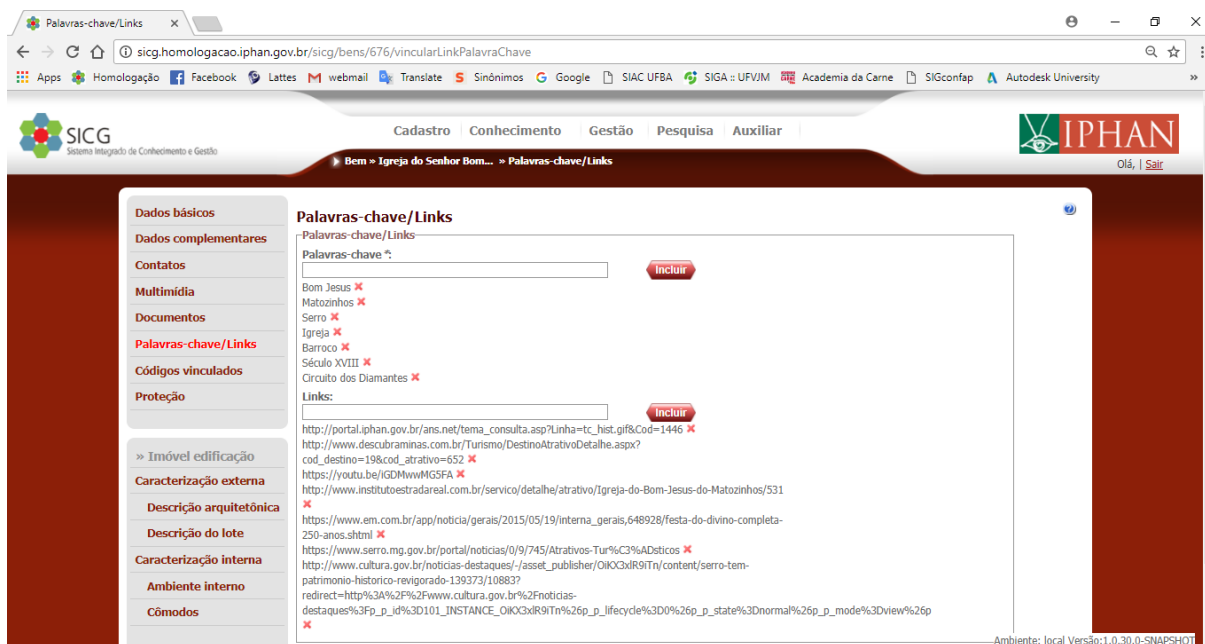 Palavras-chave/Links
sicg.homologacao.iphan.gov.br/sicg/bens/676/vincularLinkPalavraChave
Apps Homologação Facebook Lattes webmail Translate Sinônimos Google SIAC UFBA SIGA :: UFVJM Academia da Carne SIGconfap Autodesk University »
SICG
Sistema Integrado de Conhecimento e Gestão
Cadastro Conhecimento Gestão Pesquisa Auxiliar
IPHAN
Bem » Igreja do Senhor Bom... » Palavras-chave/Links
Olá, | Sair
Dados básicos
Dados complementares
Contatos
Multimídia
Documentos
Palavras-chave/Links
Códigos vinculados
Proteção
» Imóvel edificação
Caracterização externa
Descrição arquitetônica
Descrição do lote
Caracterização interna
Ambiente interno
Cômodos
Palavras-chave/Links
Palavras-chave/Links
Palavras-chave *:
Incluir
Bom Jesus
Matozinhos
Serro
Igreja
Barroco
Século XVIII
Circuito dos Diamantes
Links:
Incluir
http://portal.iphan.gov.br/ans.net/tema_consulta.asp?Linha=tc_hist.gif&Cod=1446
http://www.descubraminas.com.br/Turismo/DestinoAtrativoDetalhe.aspx?
cod_destino=19&cod_atrativo=652
https://youtu.be/iGDMwwMG5FA
http://www.institutoestradareal.com.br/servico/detalhe/atrativo/Igreja-do-Bom-Jesus-do-Matozinhos/531
https://www.em.com.br/app/noticia/gerais/2015/05/19/interna_gerais,648928/festa-do-divino-completa-
250-anos.shtml
https://www.serro.mg.gov.br/portal/noticias/0/9/745/Atrativos-Tur%C3%ADsticos
http://www.cultura.gov.br/noticias-destaques/-/asset_publisher/OiKX3xlR9iTn/content/serro-tem-
patrimonio-historico-revigorado-139373/10883?
redirect=http%3A%2F%2Fwww.cultura.gov.br%2Fnoticias-
destaques%3Fp_p_id%3D101_INSTANCE_OiKX3xlR9iTn%26p_p_lifecycle%3D0%26p_p_state%3Dnormal%26p_p_mode%3Dview%26p
Ambiente: local Versão:1.0.30.0-SNAPSHOT